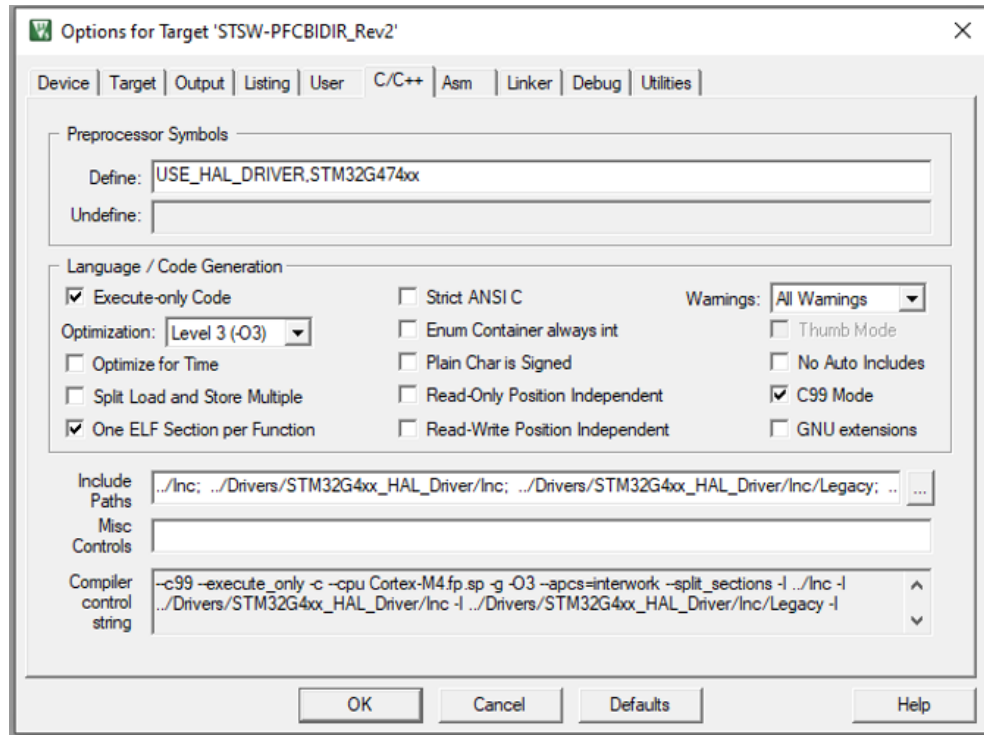 Options for Target 'STSW-PFCBIDIR_Rev2'
Device Target Output Listing User C/C++ Asm Linker Debug Utilities
Preprocessor Symbols
Define: USE_HAL_DRIVER,STM32G474xx
Undefine:
Language / Code Generation
Execute-only Code Strict ANSI C Warnings: All Warnings
Optimization: Level 3 (-O3) Enum Container always int Thumb Mode
Optimize for Time Plain Char is Signed No Auto Includes
Split Load and Store Multiple Read-Only Position Independent C99 Mode
One ELF Section per Function Read-Write Position Independent GNU extensions
Include Paths ../Inc; ../Drivers/STM32G4xx_HAL_Driver/Inc; ../Drivers/STM32G4xx_HAL_Driver/Inc/Legacy; .. ...
Misc Controls
Compiler control string --c99 --execute_only -c --cpu Cortex-M4.fp.sp -g -O3 --apcs=interwork --split_sections -I ../Inc -I
../Drivers/STM32G4xx_HAL_Driver/Inc -I ../Drivers/STM32G4xx_HAL_Driver/Inc/Legacy -I
OK Cancel Defaults Help